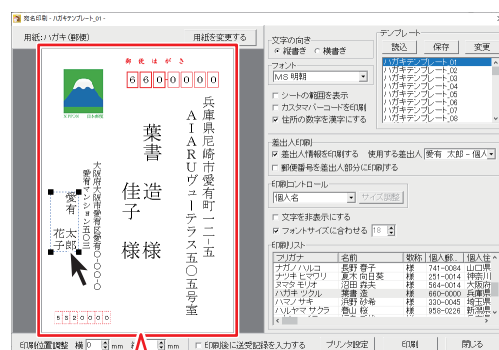 宛名印刷 - ハガキテンプレート_01 -
用紙:ハガキ(郵便)
用紙を変更する
郵便はがき
660-0000
兵庫県尼崎市愛有町一-二-五
AIARUヴューテラス五〇五号室
葉書 造 様
佳子 様
大阪府大阪市愛有区愛有〇-一〇-〇
愛有マンション五〇三
愛有 太郎
花子
文字の向き
縦書き
横書き
フォント
MS 明朝
シートの範囲を表示
カスタマバーコードを印刷
住所の数字を漢字にする
テンプレート
読込
保存
変更
ハガキテンプレート_01
ハガキテンプレート_02
ハガキテンプレート_03
ハガキテンプレート_04
ハガキテンプレート_05
ハガキテンプレート_06
ハガキテンプレート_07
ハガキテンプレート_08
差出人印刷
差出人情報を印刷する
使用する差出人
愛有 太郎 - 個人
郵便番号を差出人部分に印刷する
印刷コントロール
個人名
サイズ調整
文字を非表示にする
フォントサイズに合わせる
18
印刷リスト
フリガナ 名前 敬称 個人郵.. 個人住
ナガノ ハルコ 長野 春子 様 741-0084 山口県
ナツキ ヒマワリ 夏木 向日葵 様 251-0014 神奈川
ヌマタ モリオ 沼田 森夫 様 564-0014 大阪府
ハガキ ツクル 葉書 造 様 660-0000 兵庫県
ハマノ サキ 浜野 砂希 様 330-0045 埼玉県
ハルヤマ サクラ 春山 桜 様 958-0226 新潟県
印刷位置調整 横 0 mm
mm
印刷後に送受記録を入力する
プリンタ設定
印刷
閉じる